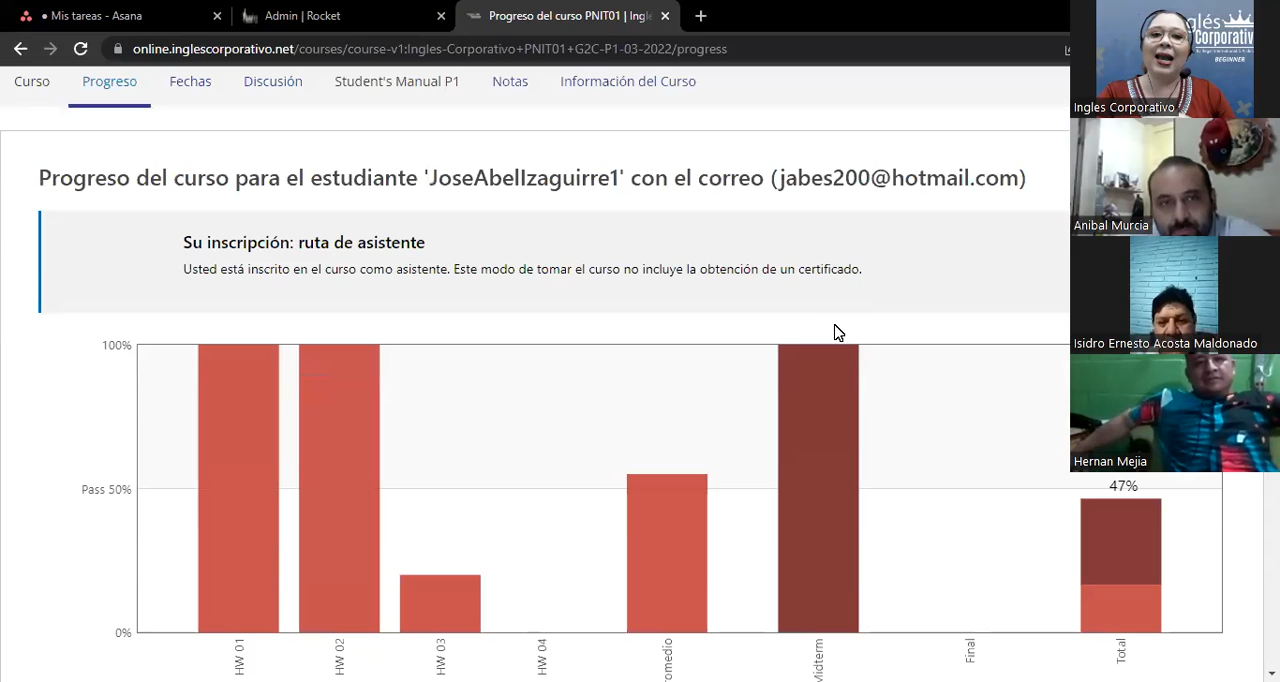 Mis tareas - Asana
Admin | Rocket
Progreso del curso PNIT01 | Ingl
online.inglescorporativo.net/courses/course-v1:Ingles-Corporativo+PNIT01+G2C-P1-03-2022/progress
Curso Progreso Fechas Discusión Student's Manual P1 Notas Información del Curso
Progreso del curso para el estudiante 'JoseAbelIzaguirre1' con el correo (jabes200@hotmail.com)
Su inscripción: ruta de asistente
Usted está inscrito en el curso como asistente. Este modo de tomar el curso no incluye la obtención de un certificado.
100%
Pass 50%
0%
47%
HW 01
HW 02
HW 03
HW 04
romedio
Midterm
Final
Total
glés
Corporativ
BEGINNER
Ingles Corporativo
Anibal Murcia
Isidro Ernesto Acosta Maldonado
Hernan Mejia